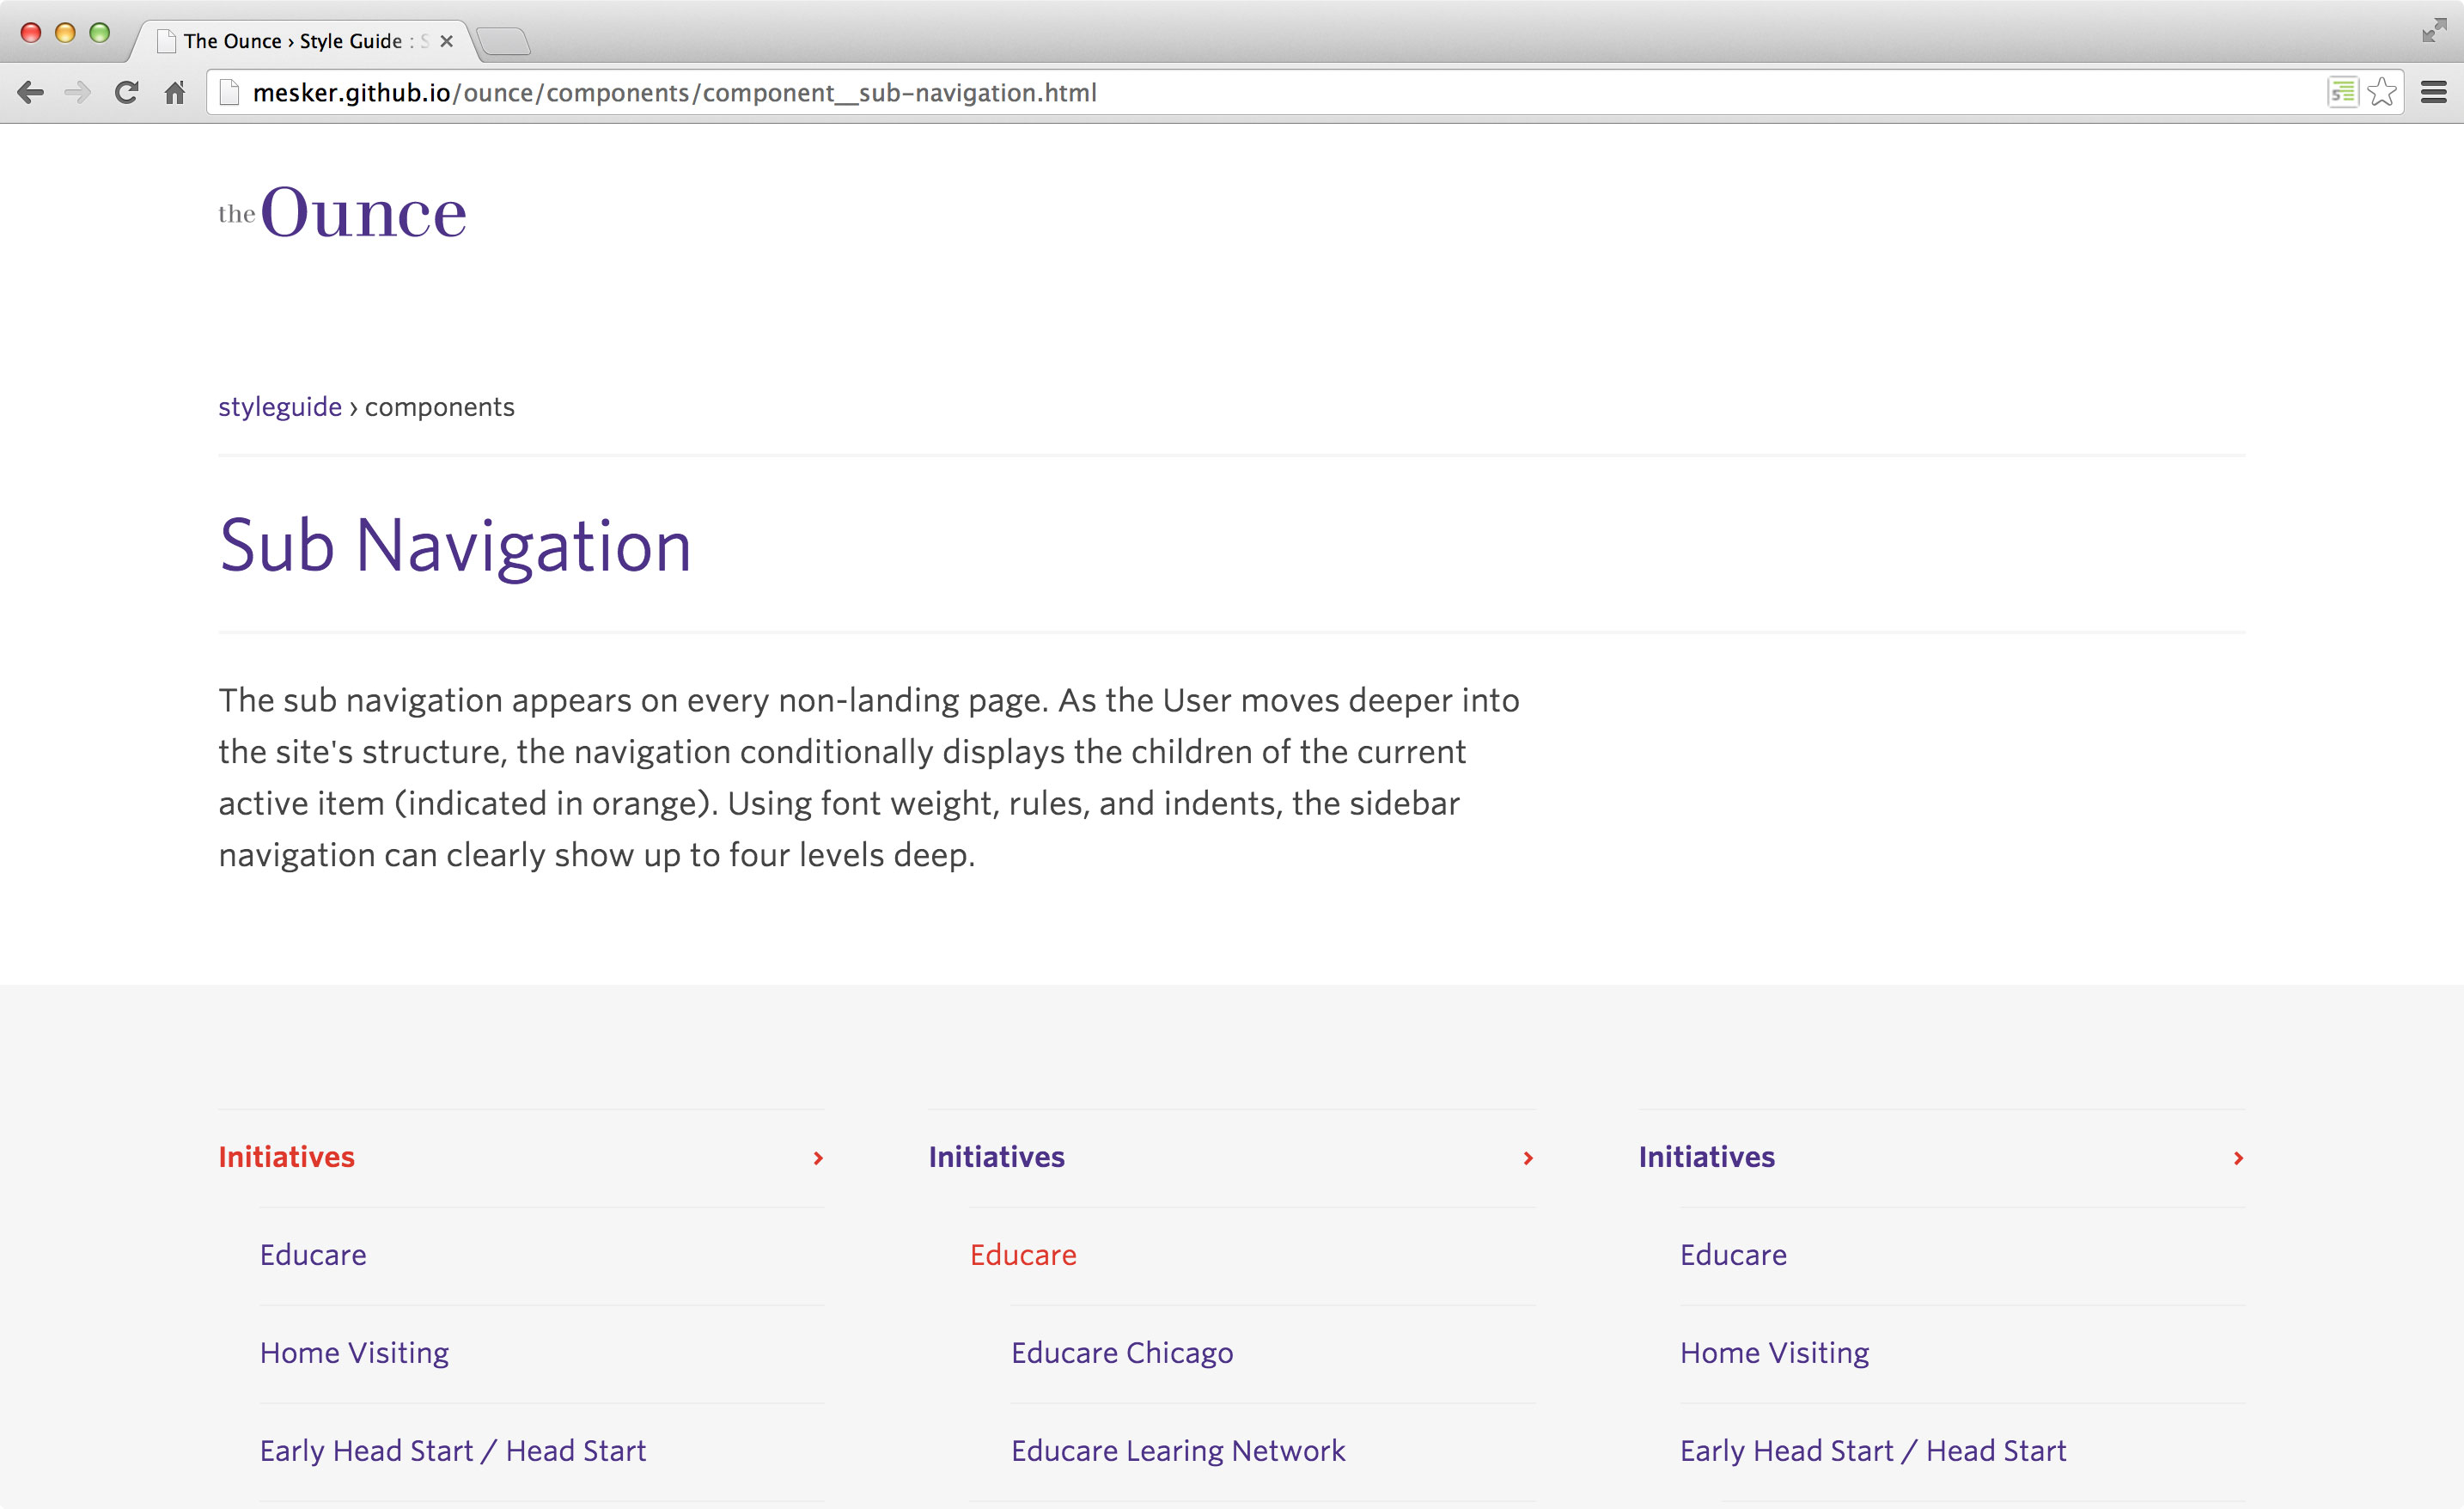 The Ounce › Style Guide : S
mesker.github.io/ounce/components/component__sub-navigation.html
the Ounce
styleguide › components
Sub Navigation
The sub navigation appears on every non-landing page. As the User moves deeper into
the site's structure, the navigation conditionally displays the children of the current
active item (indicated in orange). Using font weight, rules, and indents, the sidebar
navigation can clearly show up to four levels deep.
Initiatives ›
Educare
Home Visiting
Early Head Start / Head Start
Initiatives ›
Educare
Educare Chicago
Educare Learing Network
Initiatives ›
Educare
Home Visiting
Early Head Start / Head Start